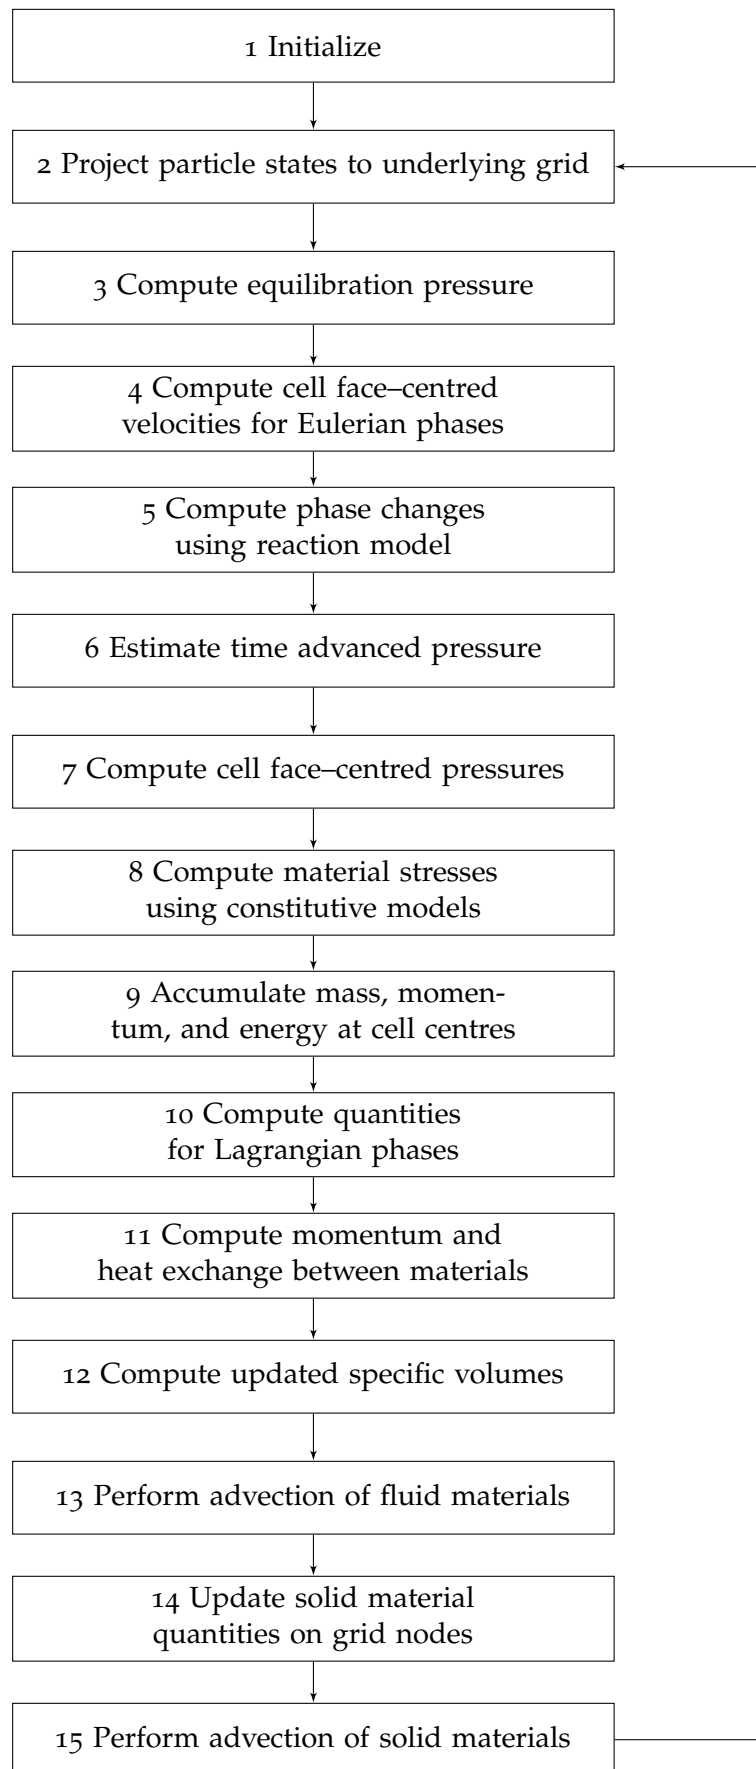 1 Initialize
2 Project particle states to underlying grid
3 Compute equilibration pressure
4 Compute cell face–centred
velocities for Eulerian phases
5 Compute phase changes
using reaction model
6 Estimate time advanced pressure
7 Compute cell face–centred pressures
8 Compute material stresses
using constitutive models
9 Accumulate mass, momen-
tum, and energy at cell centres
10 Compute quantities
for Lagrangian phases
11 Compute momentum and
heat exchange between materials
12 Compute updated specific volumes
13 Perform advection of fluid materials
14 Update solid material
quantities on grid nodes
15 Perform advection of solid materials